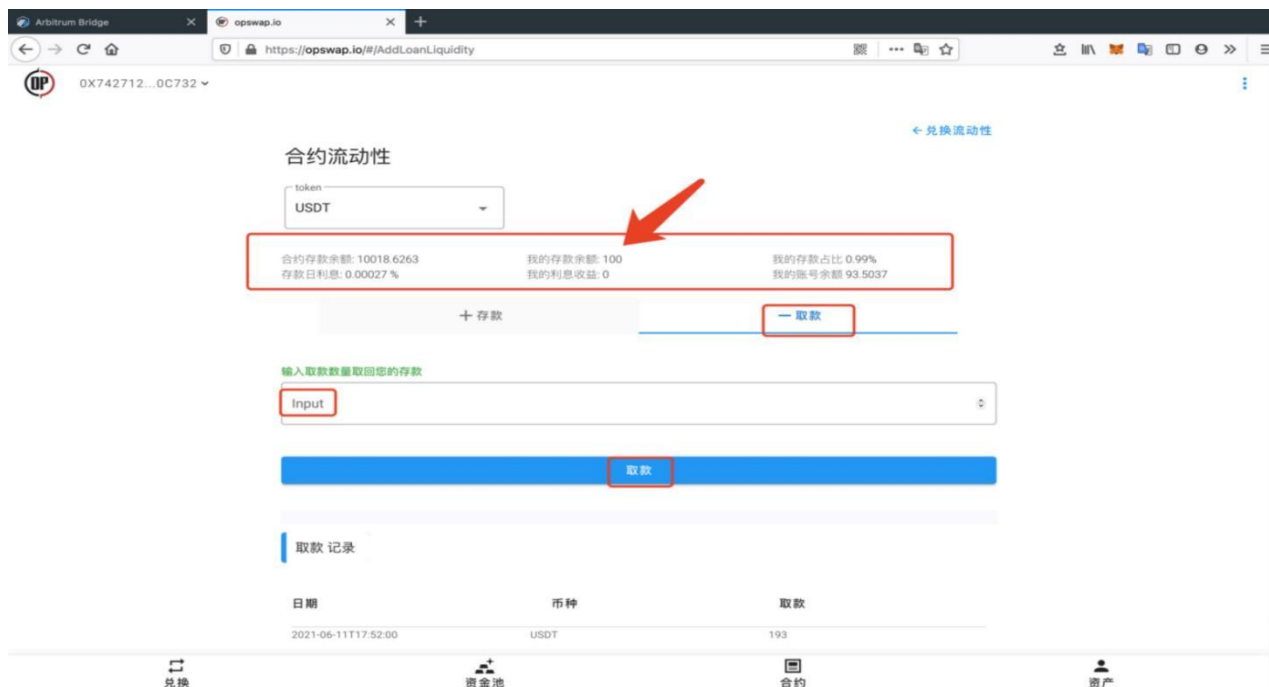 Arbitrum Bridge
opswap.io
https://opswap.io/#/AddLoanLiquidity
OP
0X742712...0C732
←兑换流动性
合约流动性
token
USDT
合约存款余额: 10018.6263 我的存款余额: 100 我的存款占比 0.99%
存款日利息: 0.00027 % 我的利息收益: 0 我的账号余额 93.5037
＋存款 一 取款
输入取款数量取回您的存款
Input
取款
取款 记录
日期 币种 取款
2021-06-11T17:52:00 USDT 193
兑换 资金池 合约 资产